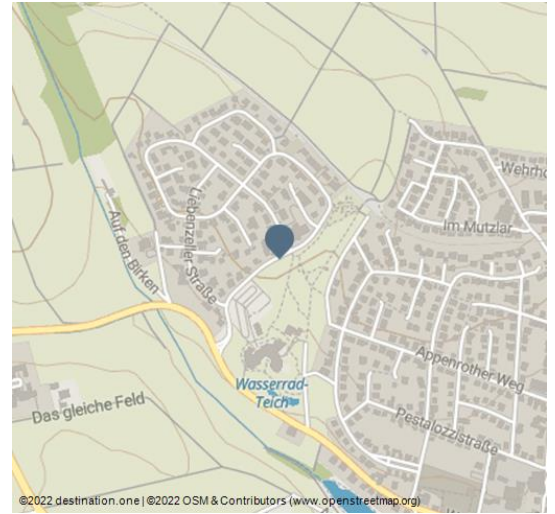 Wehrho
Im Mutzlar
Liebenzeller Straße
Auf den Birken
Appenrother Weg
Wasserrad-
Teich
Das gleiche Feld
Pestalozzistraße
W
©2022 destination.one | ©2022 OSM & Contributors (www.openstreetmap.org)